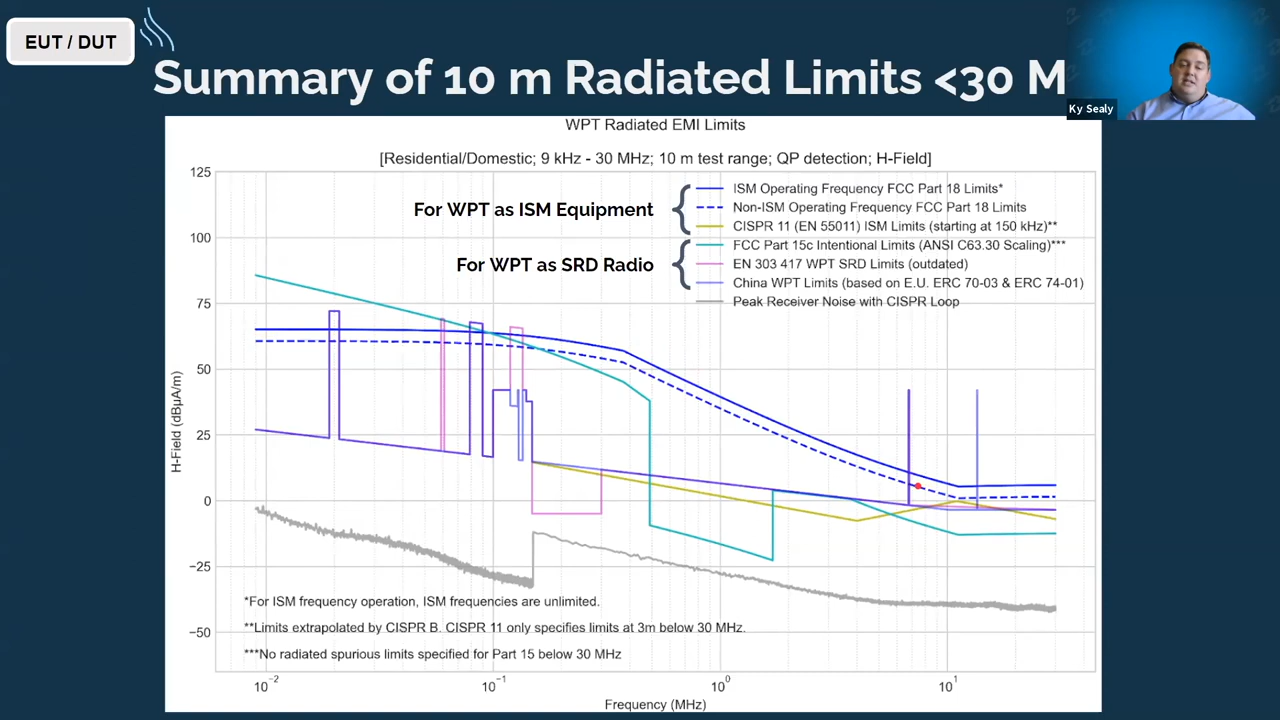 EUT / DUT
Summary of 10 m Radiated Limits <30 M
Ky Sealy
WPT Radiated EMI Limits
[Residential/Domestic; 9 kHz - 30 MHz; 10 m test range; QP detection; H-Field]
For WPT as ISM Equipment
For WPT as SRD Radio
ISM Operating Frequency FCC Part 18 Limits*
Non-ISM Operating Frequency FCC Part 18 Limits
CISPR 11 (EN 55011) ISM Limits (starting at 150 kHz)**
FCC Part 15c Intentional Limits (ANSI C63.30 Scaling)***
EN 303 417 WPT SRD Limits (outdated)
China WPT Limits (based on E.U. ERC 70-03 & ERC 74-01)
Peak Receiver Noise with CISPR Loop
125
100
75
50
25
0
−25
−50
H-Field (dBμA/m)
*For ISM frequency operation, ISM frequencies are unlimited.
**Limits extrapolated by CISPR B. CISPR 11 only specifies limits at 3m below 30 MHz.
***No radiated spurious limits specified for Part 15 below 30 MHz
10⁻² 10⁻¹ 10⁰ 10¹
Frequency (MHz)